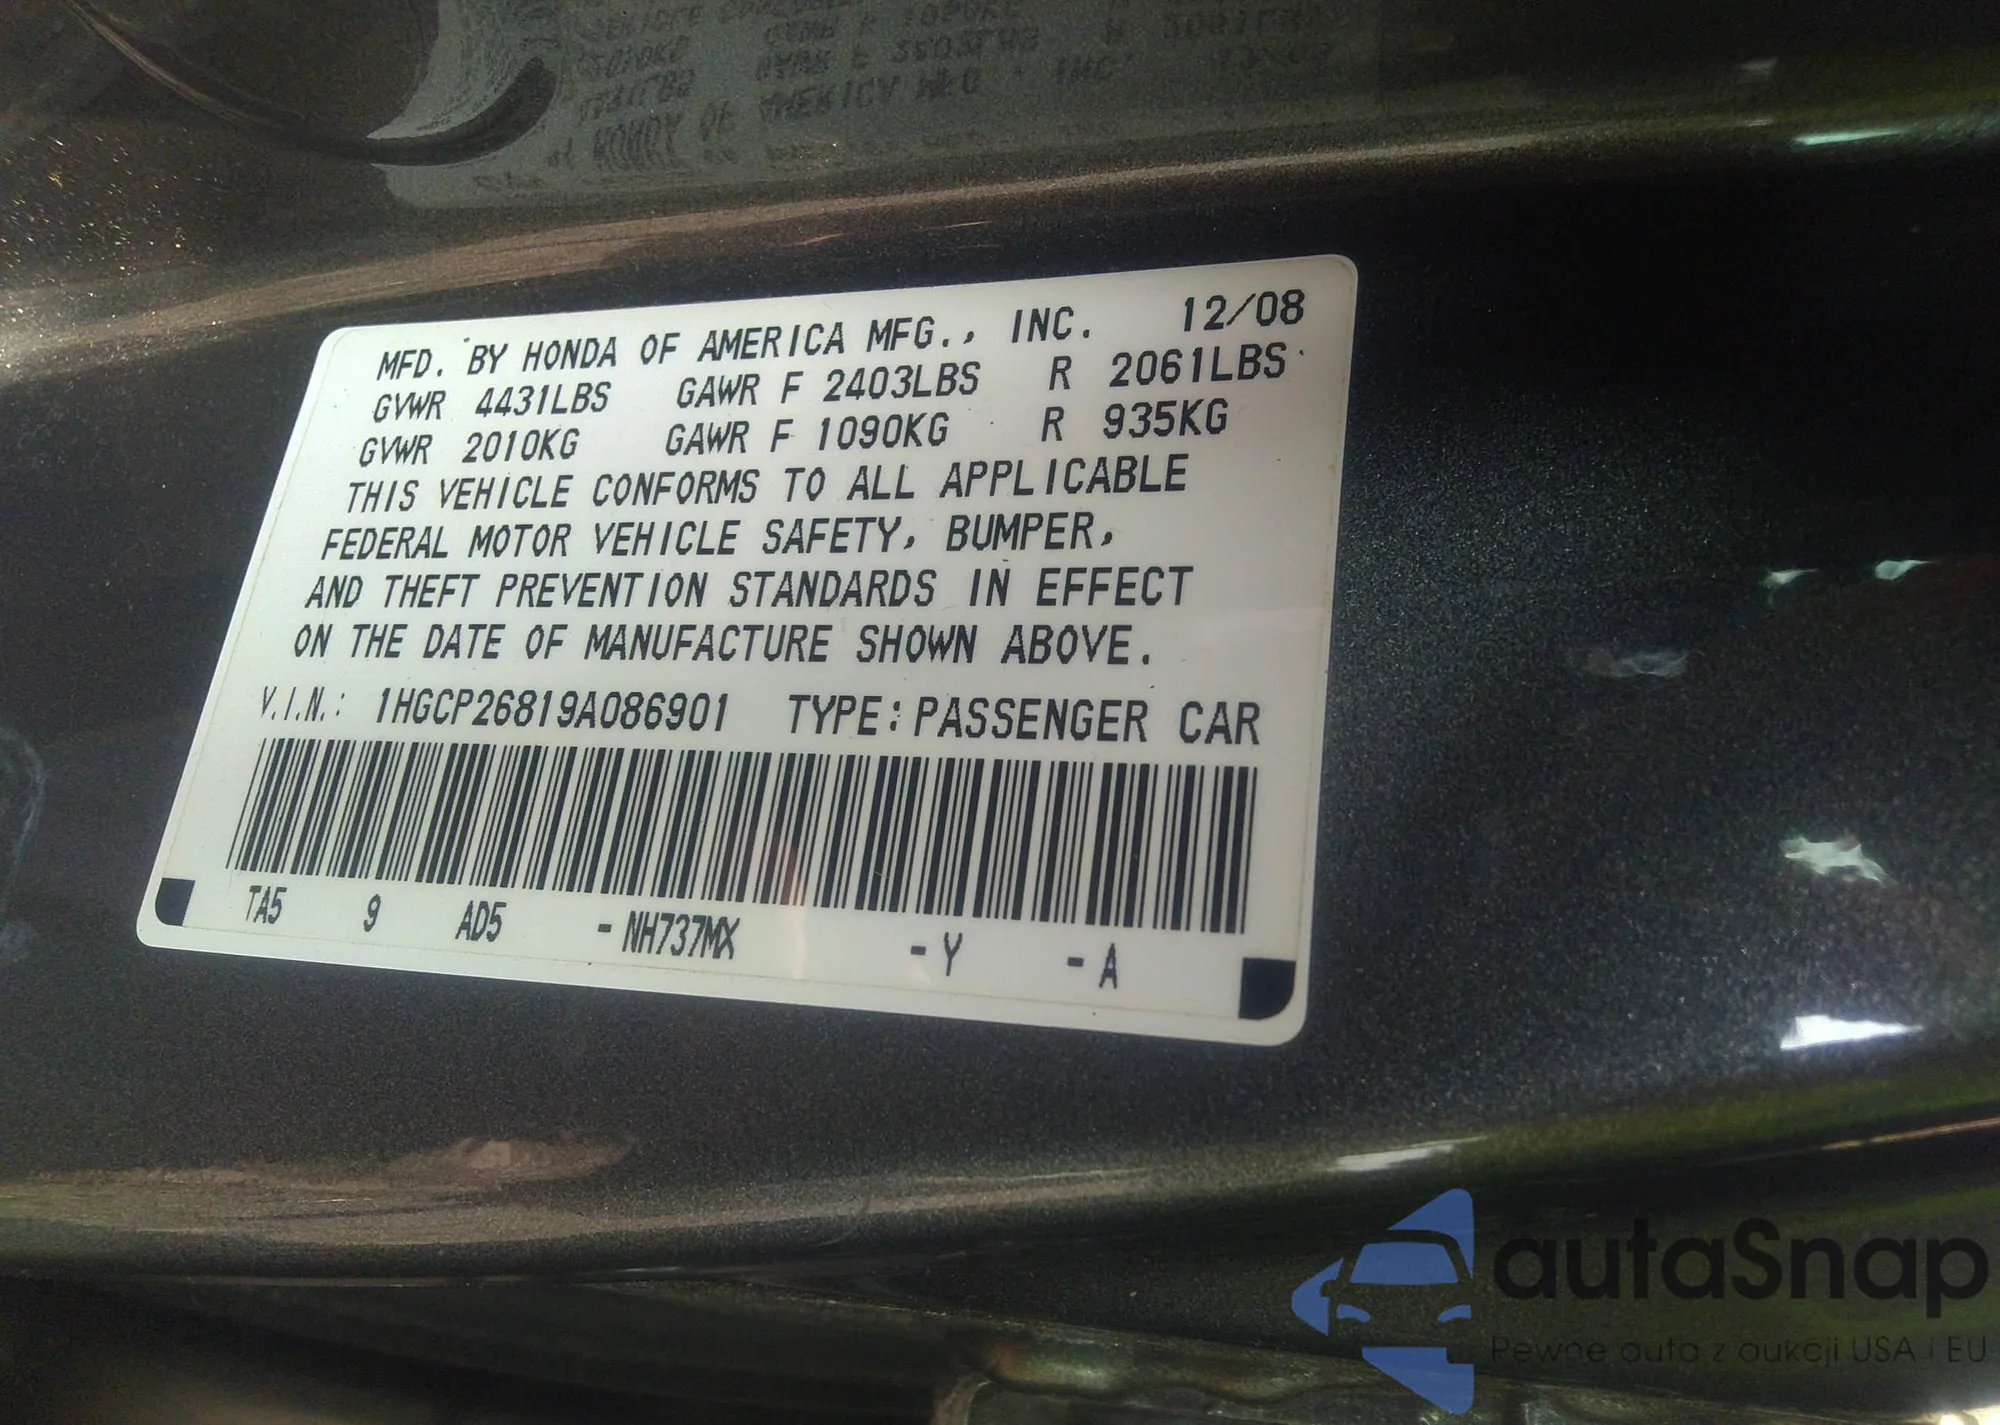 MFD. BY HONDA OF AMERICA MFG., INC. 12/08
GVWR 4431LBS GAWR F 2403LBS R 2061LBS
GVWR 2010KG GAWR F 1090KG R 935KG
THIS VEHICLE CONFORMS TO ALL APPLICABLE
FEDERAL MOTOR VEHICLE SAFETY, BUMPER,
AND THEFT PREVENTION STANDARDS IN EFFECT
ON THE DATE OF MANUFACTURE SHOWN ABOVE.
V.I.N.: 1HGCP26819A086901 TYPE: PASSENGER CAR
TA5 9 AD5 -NH737MX -Y -A
autaSnap
Pewne auta z aukcji USA i EU